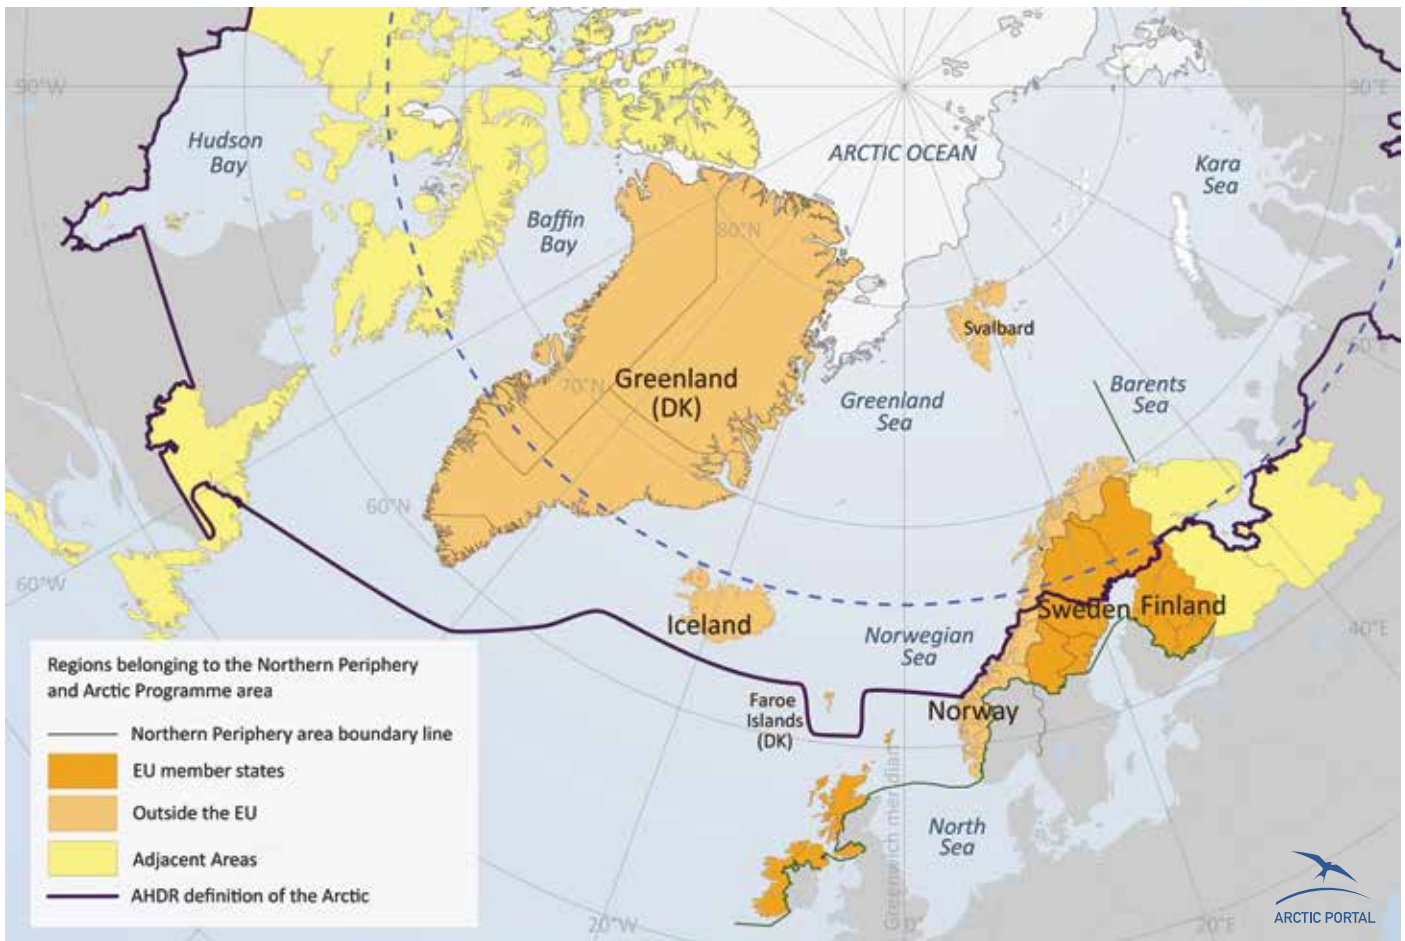 90°W
Hudson
Bay
ARCTIC OCEAN
90°E
Kara
Sea
Baffin
Bay
80°N
Svalbard
Greenland
(DK)
70°N
Greenland
Sea
Barents
Sea
60°E
60°N
60°W
Iceland
Norwegian
Sea
Sweden
Finland
40°E
Faroe
Islands
(DK)
Norway
Greenwich meridian
North
Sea
20°W
0°
20°E
Regions belonging to the Northern Periphery
and Arctic Programme area
Northern Periphery area boundary line
EU member states
Outside the EU
Adjacent Areas
AHDR definition of the Arctic
ARCTIC PORTAL